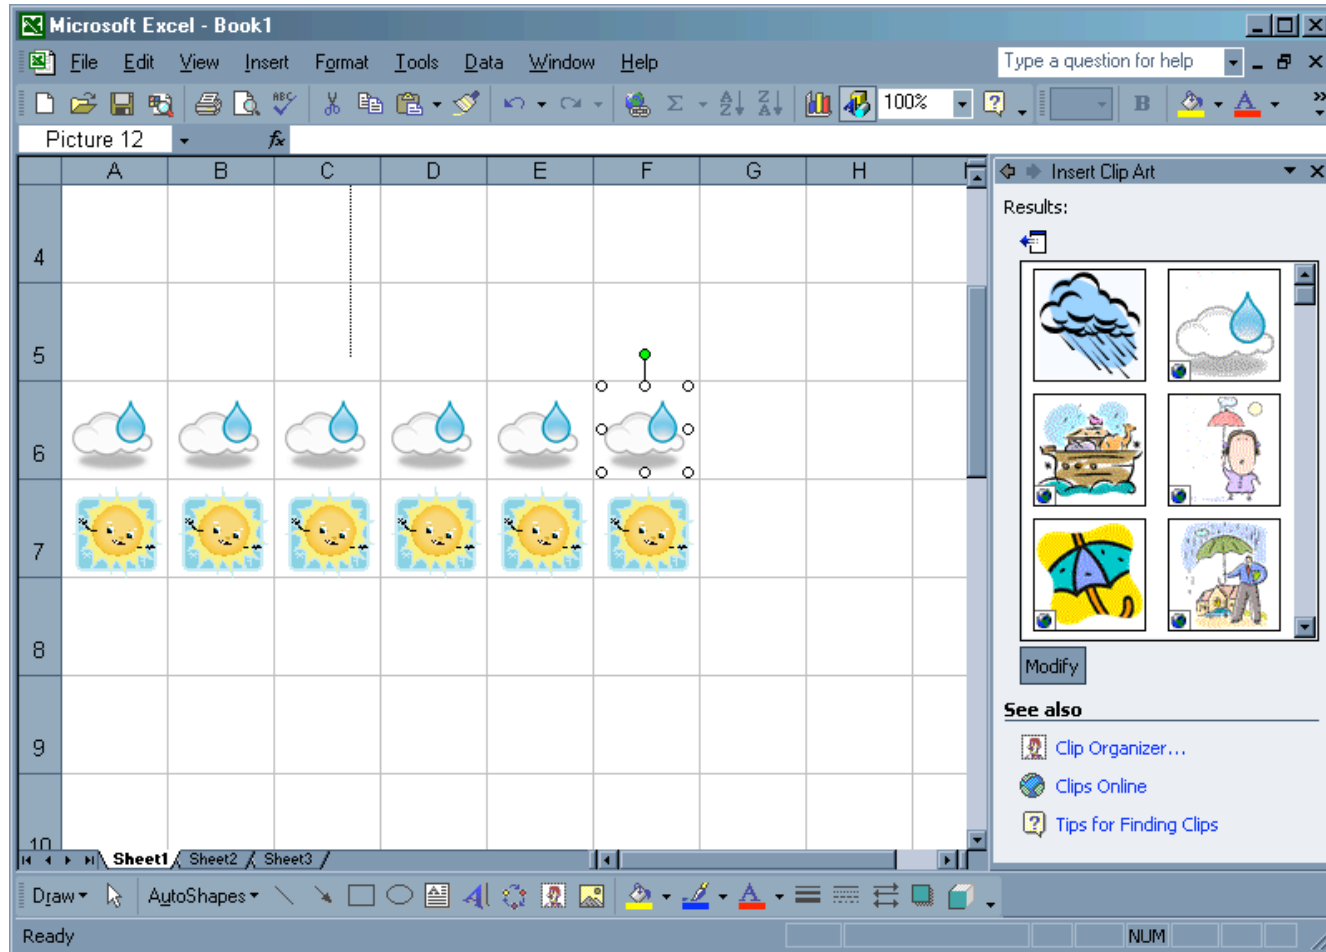 Microsoft Excel - Book1
File Edit View Insert Format Tools Data Window Help
Type a question for help
ABC Σ A Z Z A 100% ? B A »
Picture 12 fx
A B C D E F G H
Insert Clip Art
Results:
4
5
6
7
8
9
10
Modify
See also
Clip Organizer...
Clips Online
Tips for Finding Clips
Sheet1 Sheet2 Sheet3
Draw AutoShapes A A
Ready NUM